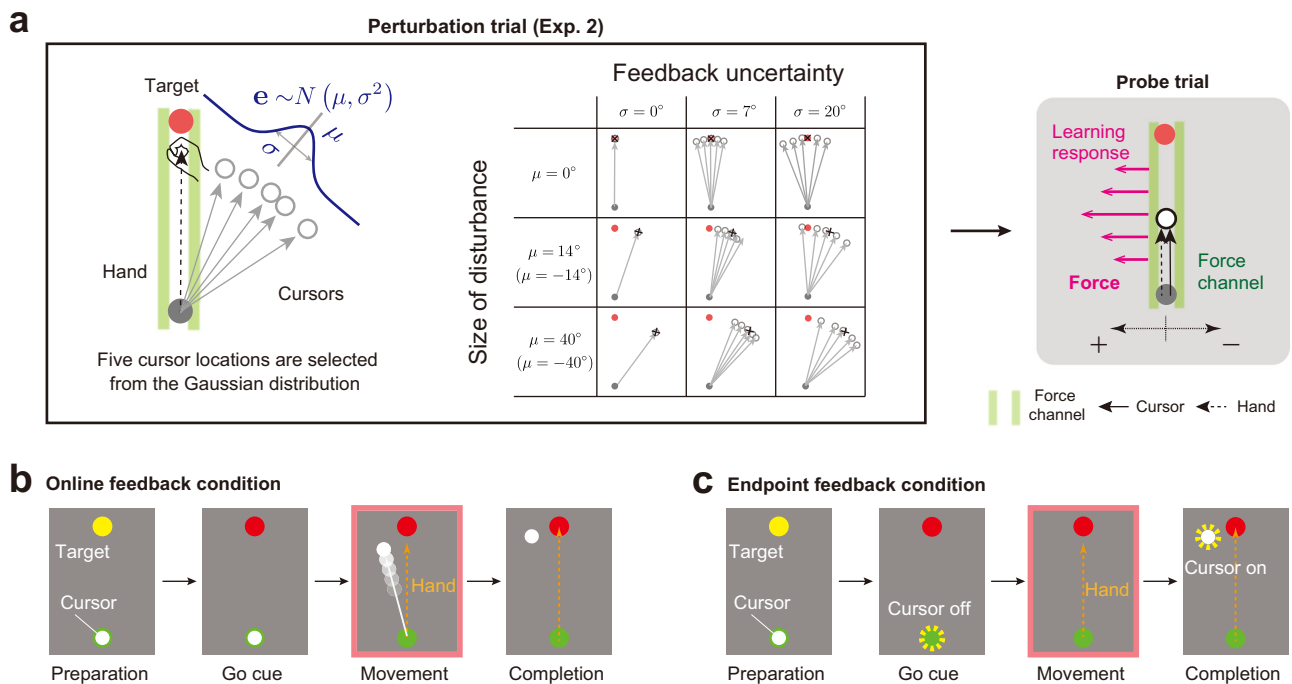 a
Perturbation trial (Exp. 2)
Target
e ~N (μ, σ²)
μ
σ
Hand
Cursors
Five cursor locations are selected
from the Gaussian distribution
Feedback uncertainty
Size of disturbance
σ = 0°
σ = 7°
σ = 20°
μ = 0°
μ = 14°
(μ = −14°)
μ = 40°
(μ = −40°)
Probe trial
Learning
response
Force
Force
channel
+
−
Force
channel
Cursor
Hand
b
Online feedback condition
Target
Cursor
Hand
Preparation
Go cue
Movement
Completion
c
Endpoint feedback condition
Target
Cursor
Cursor off
Hand
Cursor on
Preparation
Go cue
Movement
Completion